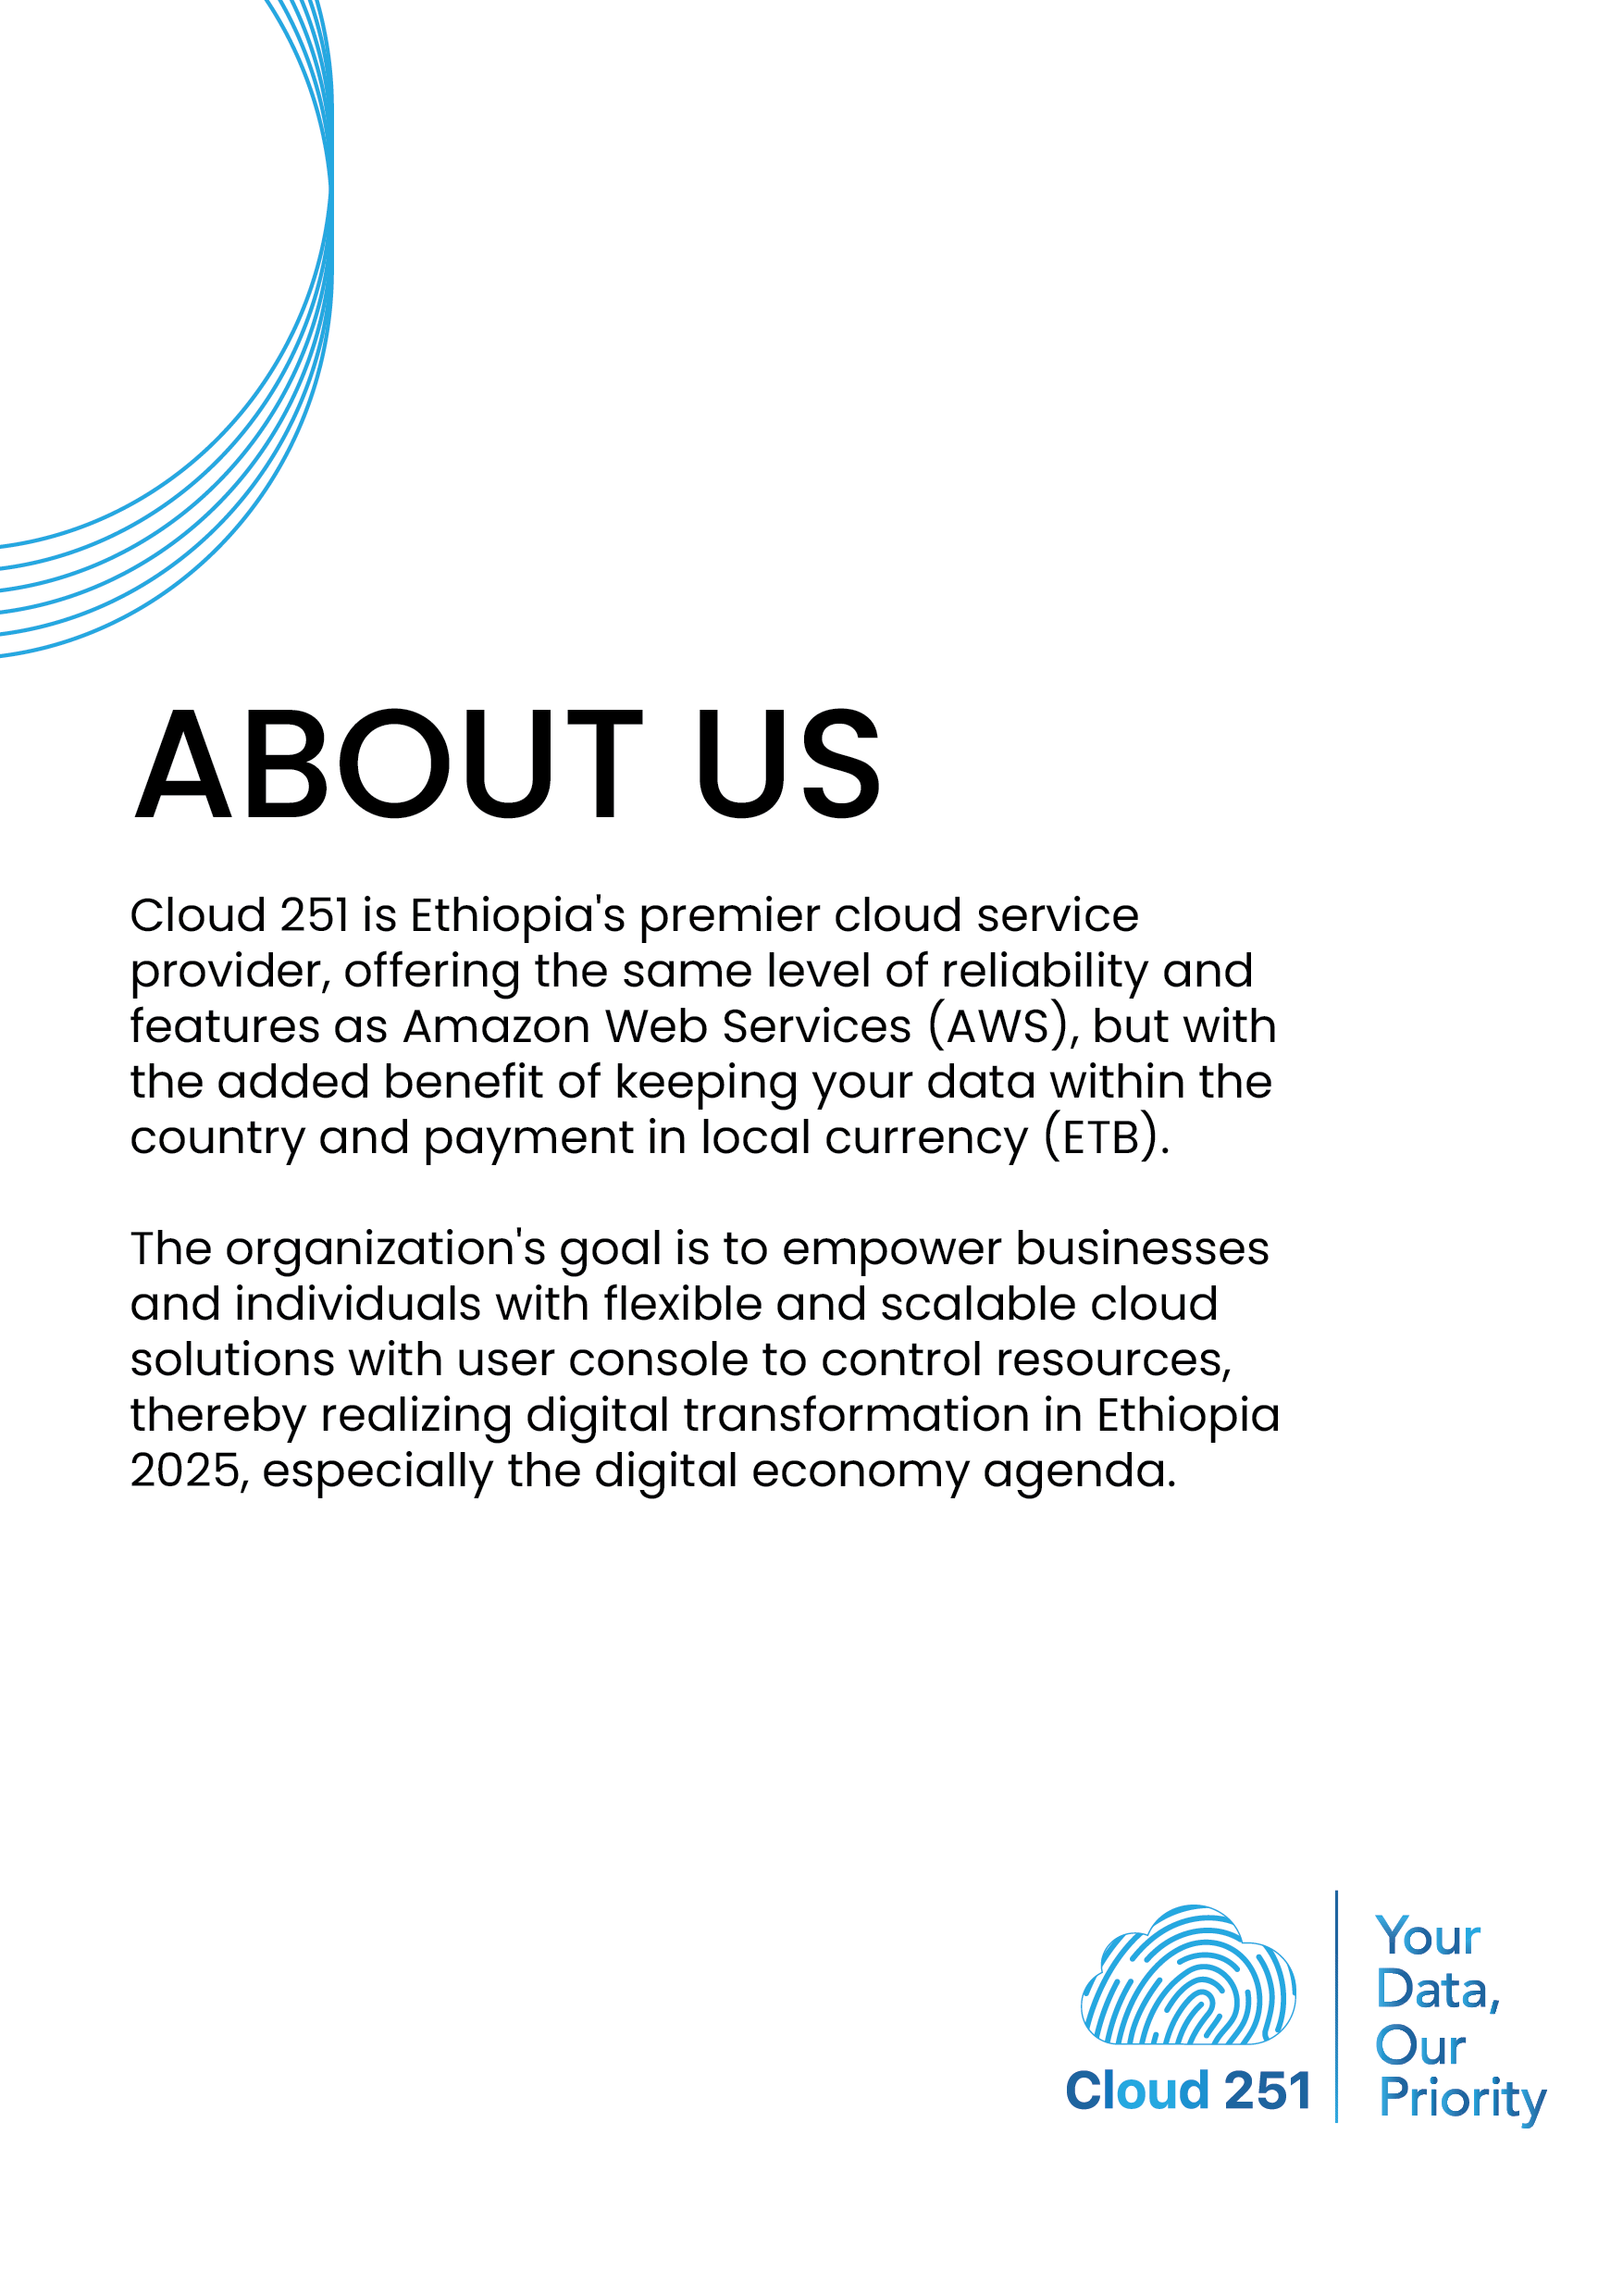 ABOUT US
Cloud 251 is Ethiopia's premier cloud service
provider, offering the same level of reliability and
features as Amazon Web Services (AWS), but with
the added benefit of keeping your data within the
country and payment in local currency (ETB).
The organization's goal is to empower businesses
and individuals with flexible and scalable cloud
solutions with user console to control resources,
thereby realizing digital transformation in Ethiopia
2025, especially the digital economy agenda.
Cloud 251
Your
Data,
Our
Priority